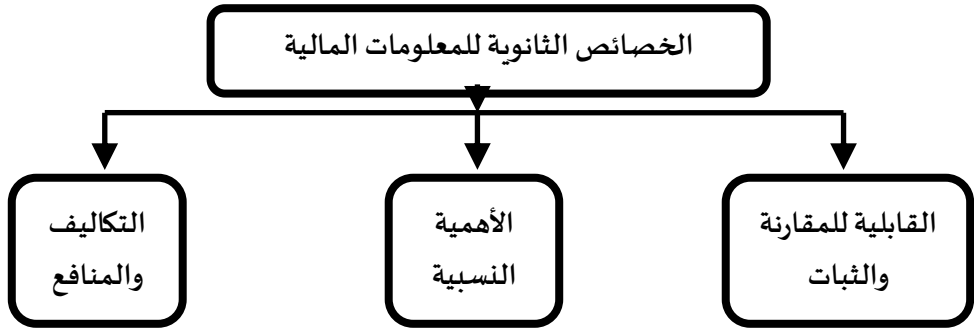 الخصائص الثانوية للمعلومات المالية
القابلية للمقارنة
والثبات
الأهمية
النسبية
التكاليف
والمنافع